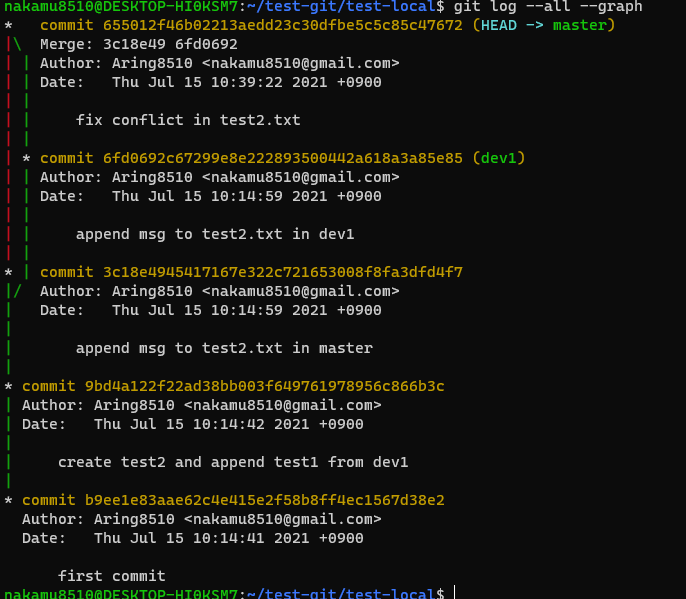 nakamu8510@DESKTOP-HI0KSM7:~/test-git/test-local$ git log --all --graph
*   commit 655012f46b02213aedd23c30dfbe5c5c85c47672 (HEAD -> master)
|\  Merge: 3c18e49 6fd0692
| | Author: Aring8510 <nakamu8510@gmail.com>
| | Date:   Thu Jul 15 10:39:22 2021 +0900
| |
| |     fix conflict in test2.txt
| |
| * commit 6fd0692c67299e8e222893500442a618a3a85e85 (dev1)
| | Author: Aring8510 <nakamu8510@gmail.com>
| | Date:   Thu Jul 15 10:14:59 2021 +0900
| |
| |     append msg to test2.txt in dev1
| |
* | commit 3c18e4945417167e322c721653008f8fa3dfd4f7
|/  Author: Aring8510 <nakamu8510@gmail.com>
|   Date:   Thu Jul 15 10:14:59 2021 +0900
|
|       append msg to test2.txt in master
|
* commit 9bd4a122f22ad38bb003f649761978956c866b3c
| Author: Aring8510 <nakamu8510@gmail.com>
| Date:   Thu Jul 15 10:14:42 2021 +0900
|
|     create test2 and append test1 from dev1
|
* commit b9ee1e83aae62c4e415e2f58b8ff4ec1567d38e2
  Author: Aring8510 <nakamu8510@gmail.com>
  Date:   Thu Jul 15 10:14:41 2021 +0900

      first commit
nakamu8510@DESKTOP-HI0KSM7:~/test-git/test-local$